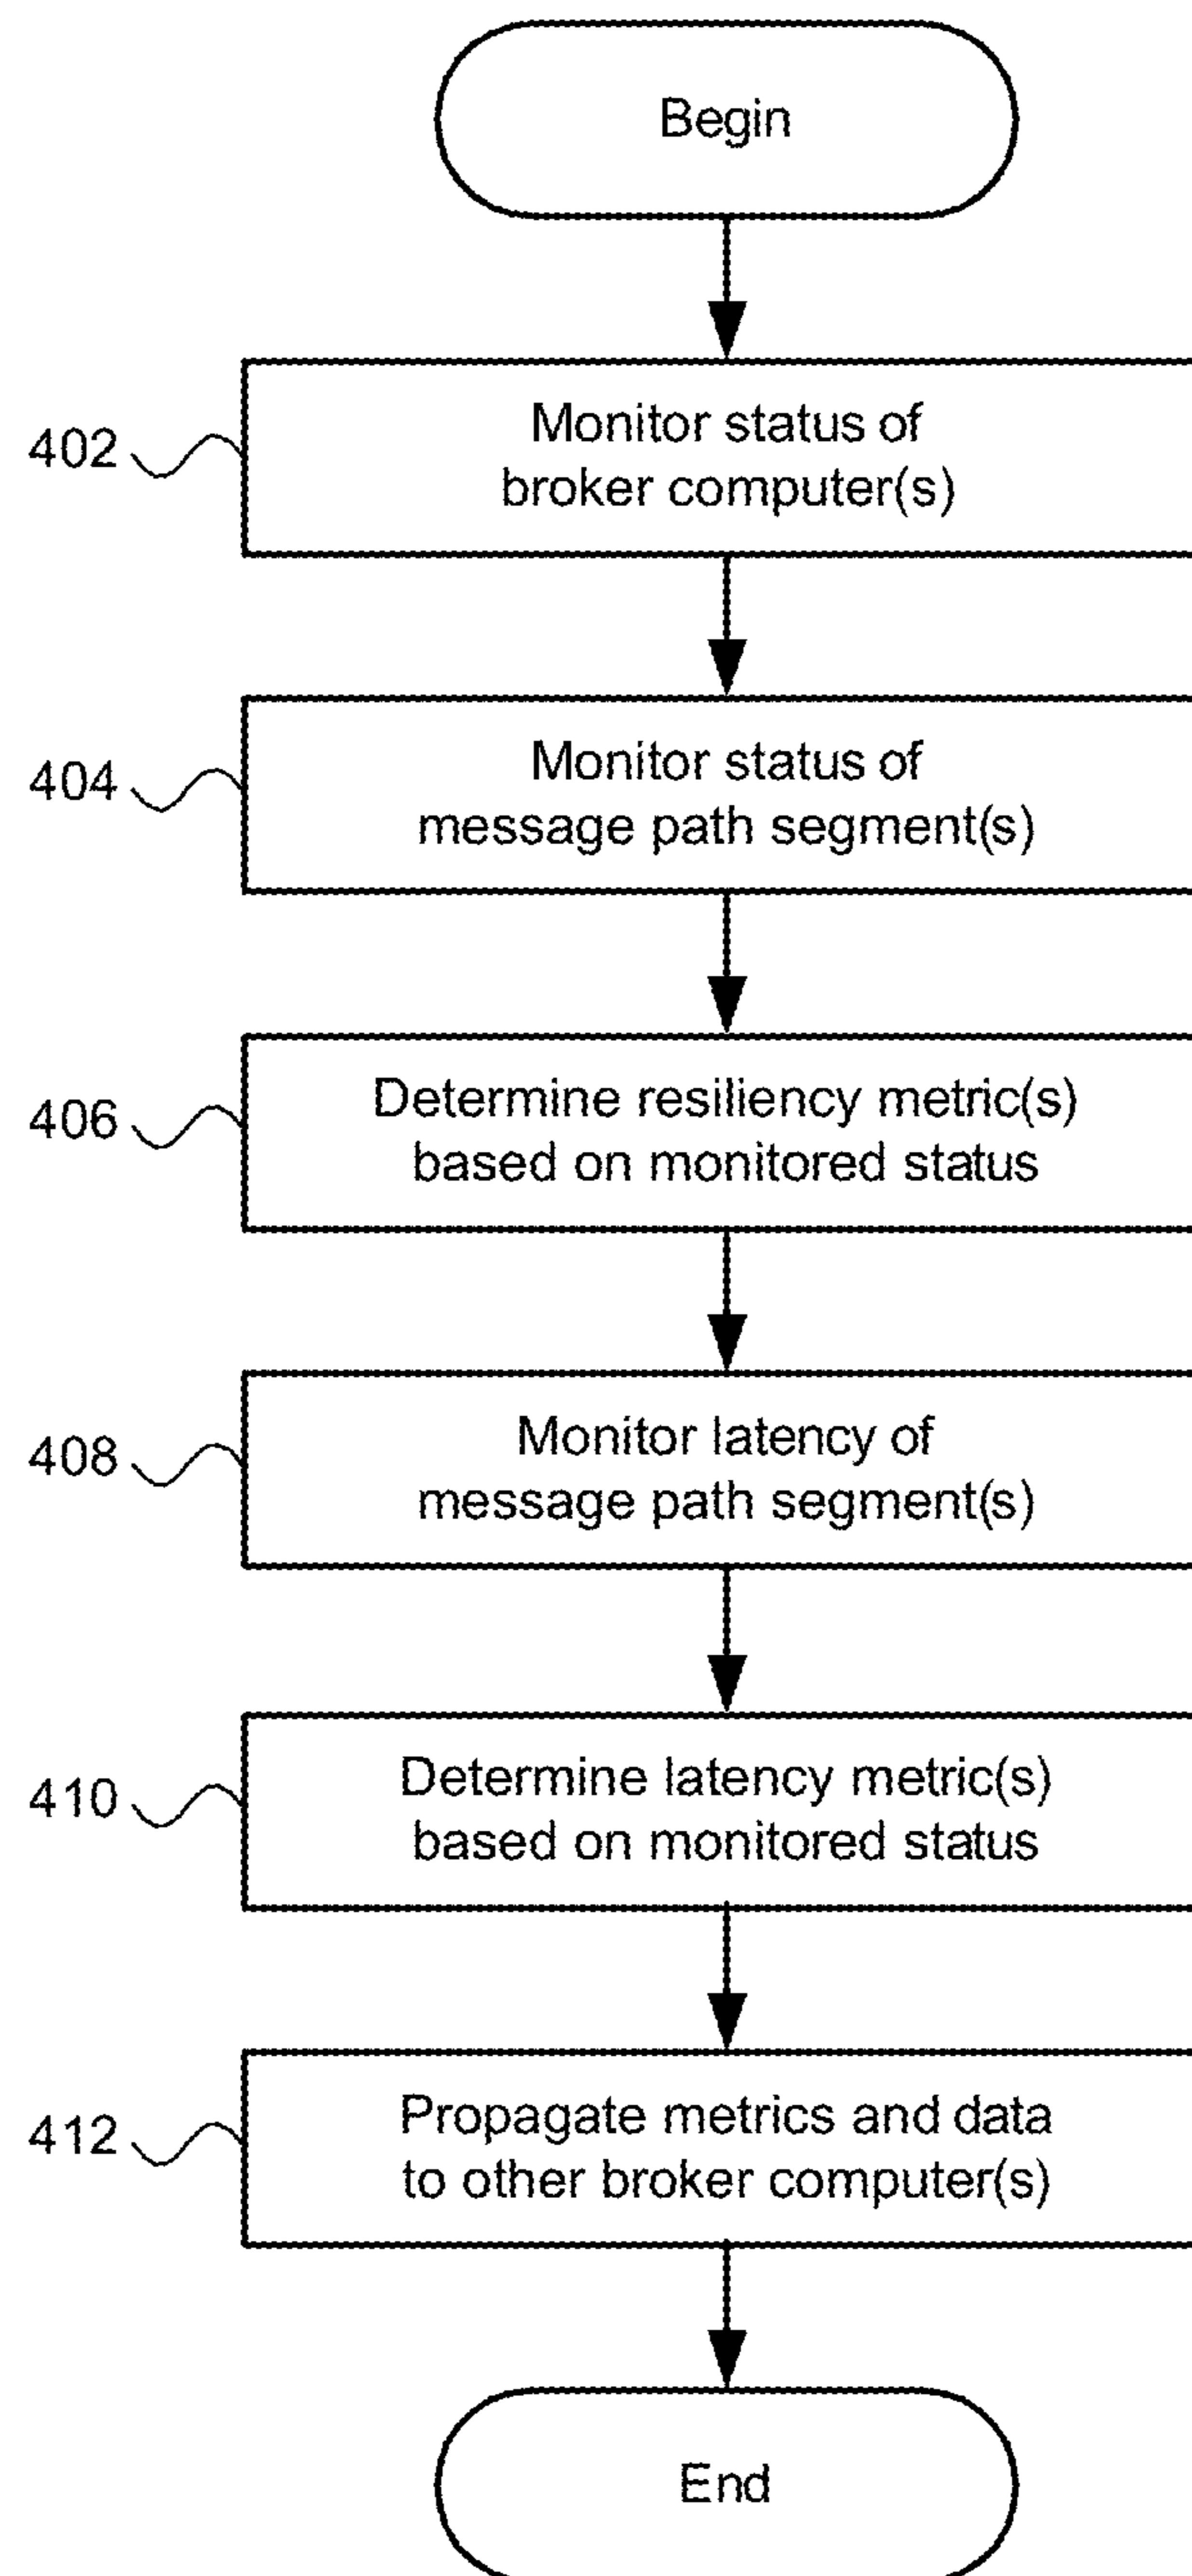 Begin
402
Monitor status of
broker computer(s)
404
Monitor status of
message path segment(s)
406
Determine resiliency metric(s)
based on monitored status
408
Monitor latency of
message path segment(s)
410
Determine latency metric(s)
based on monitored status
412
Propagate metrics and data
to other broker computer(s)
End